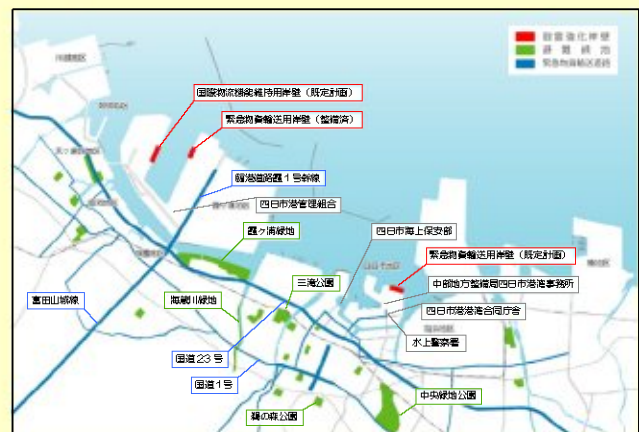 耐震強化岸壁
避難緑地
緊急物資輸送道路
国際物流機能維持用岸壁（既定計画）
緊急物資輸送用岸壁（整備済）
臨港道路霞1号幹線
四日市港管理組合
霞ヶ浦緑地
四日市海上保安部
緊急物資輸送用岸壁（既定計画）
三滝公園
中部地方整備局四日市港湾事務所
富田山城線
海蔵川緑地
四日市港湾合同庁舎
水上警察署
国道23号
国道1号
中央緑地公園
鵜の森公園